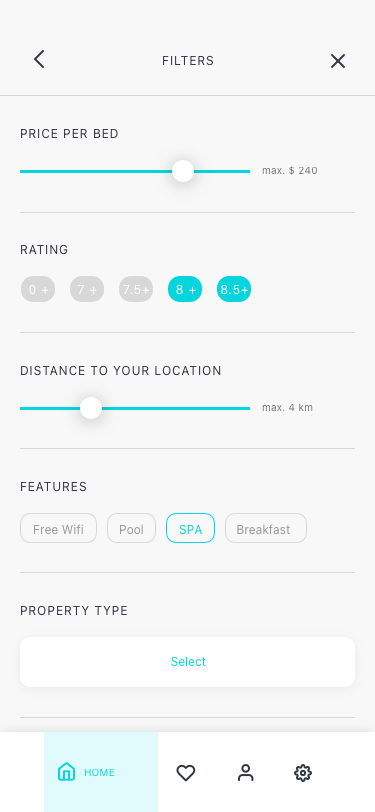 FILTERS
PRICE PER BED
max. $ 240
RATING
0 + 7 + 7.5+ 8 + 8.5+
DISTANCE TO YOUR LOCATION
max. 4 km
FEATURES
Free Wifi Pool SPA Breakfast
PROPERTY TYPE
Select
HOME